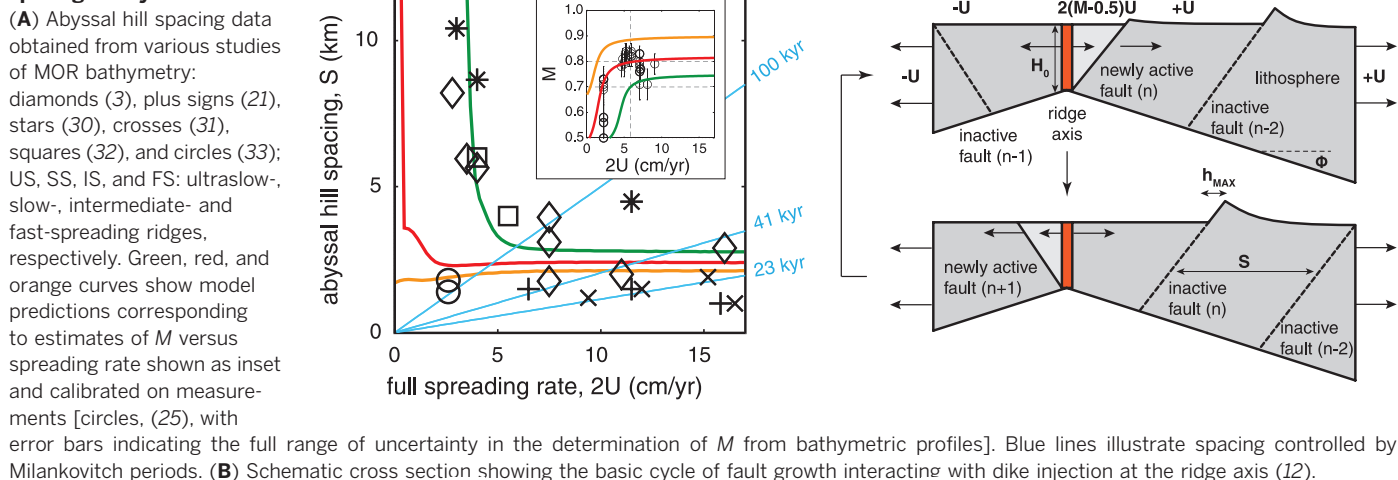 (A) Abyssal hill spacing data
obtained from various studies
of MOR bathymetry:
diamonds (3), plus signs (21),
stars (30), crosses (31),
squares (32), and circles (33);
US, SS, IS, and FS: ultraslow-,
slow-, intermediate- and
fast-spreading ridges,
respectively. Green, red, and
orange curves show model
predictions corresponding
to estimates of M versus
spreading rate shown as inset
and calibrated on measure-
ments [circles, (25), with
error bars indicating the full range of uncertainty in the determination of M from bathymetric profiles]. Blue lines illustrate spacing controlled by
Milankovitch periods. (B) Schematic cross section showing the basic cycle of fault growth interacting with dike injection at the ridge axis (12).
abyssal hill spacing, S (km)
10
5
0
0 5 10 15
full spreading rate, 2U (cm/yr)
100 kyr
41 kyr
23 kyr
M
1.0
0.9
0.8
0.7
0.6
0.5
0 5 10 15
2U (cm/yr)
-U 2(M-0.5)U +U
-U
H0
+U
newly active
fault (n)
lithosphere
inactive
fault (n-2)
inactive
fault (n-1)
ridge
axis
Φ
hMAX
S
newly active
fault (n+1)
inactive
fault (n)
inactive
fault (n-2)